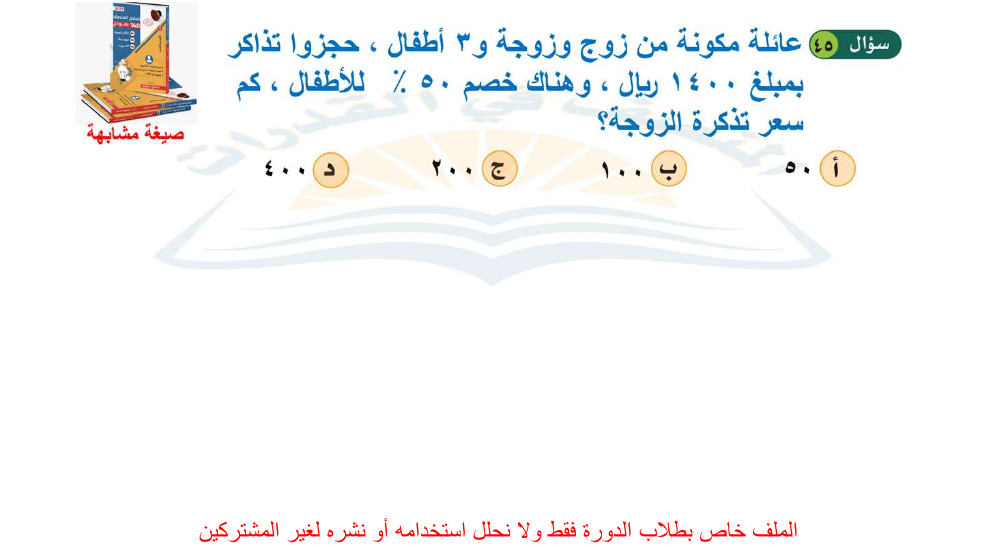 سؤال ٤٥
عائلة مكونة من زوج وزوجة و٣ أطفال ، حجزوا تذاكر
بمبلغ ١٤٠٠ ريال ، وهناك خصم ٥٠ ٪ للأطفال ، كم
سعر تذكرة الزوجة؟
أ ٥٠ ب ١٠٠ ج ٢٠٠ د ٤٠٠
صيغة مشابهة
الملف خاص بطلاب الدورة فقط ولا نحلل استخدامه أو نشره لغير المشتركين